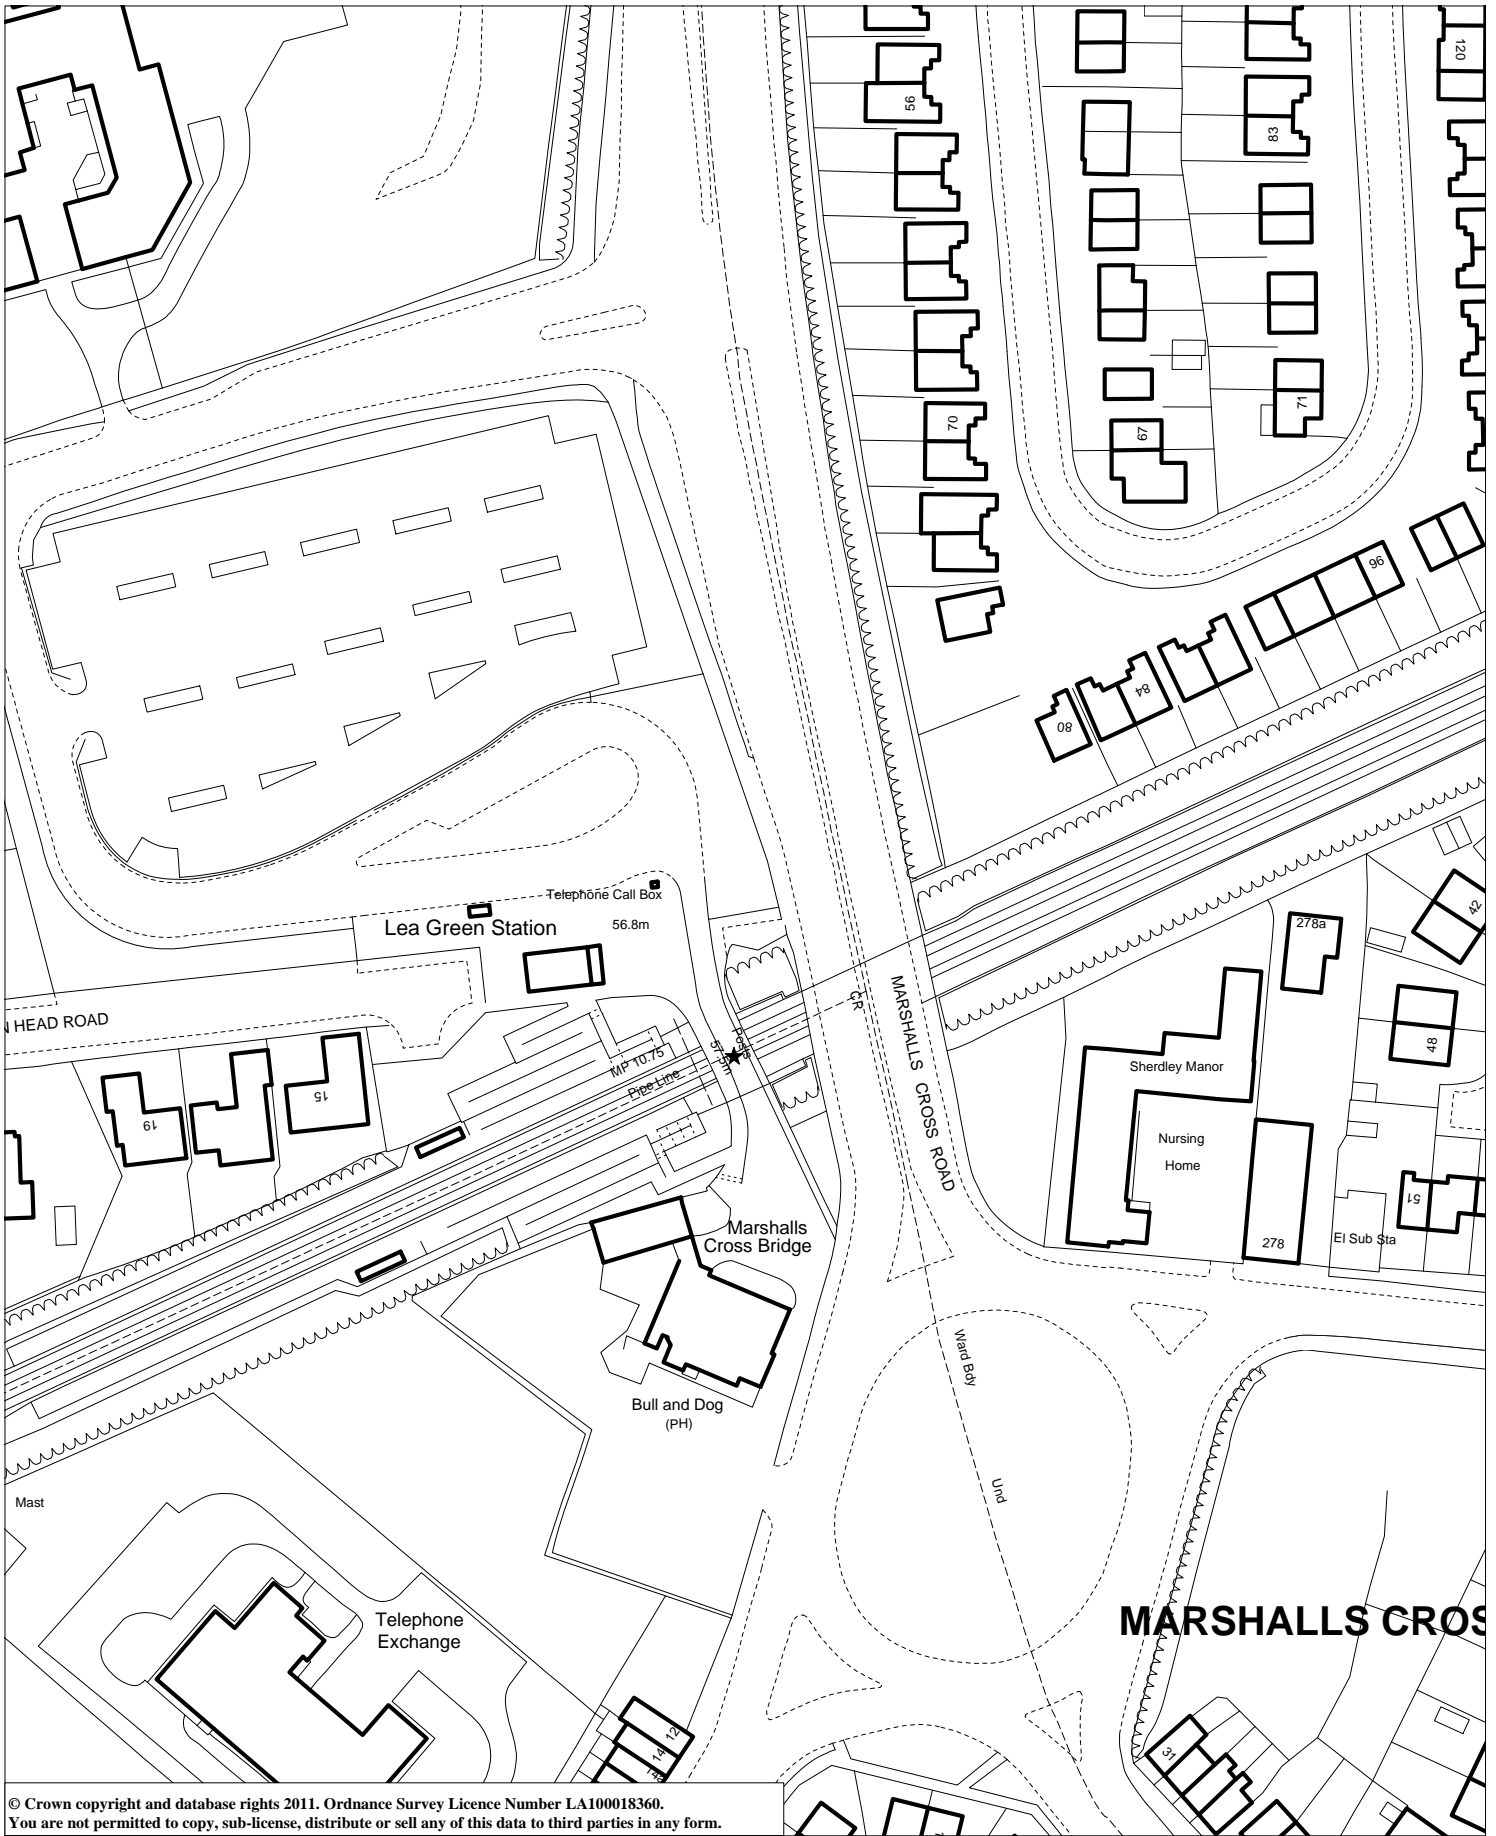 120
56
83
71
70
67
96
84
80
Telephone Call Box
Lea Green Station
56.8m
278a
42
MARSHALLS CROSS ROAD
CR
N HEAD ROAD
Posts
57.3m
MP 10.75
Pipe Line
Sherdley Manor
48
15
19
Nursing
Home
51
Marshalls
Cross Bridge
278
El Sub Sta
Ward Bdy
Bull and Dog
(PH)
Und
Mast
Telephone
Exchange
MARSHALLS CROS
12
14
14a
31
© Crown copyright and database rights 2011. Ordnance Survey Licence Number LA100018360.
You are not permitted to copy, sub-license, distribute or sell any of this data to third parties in any form.